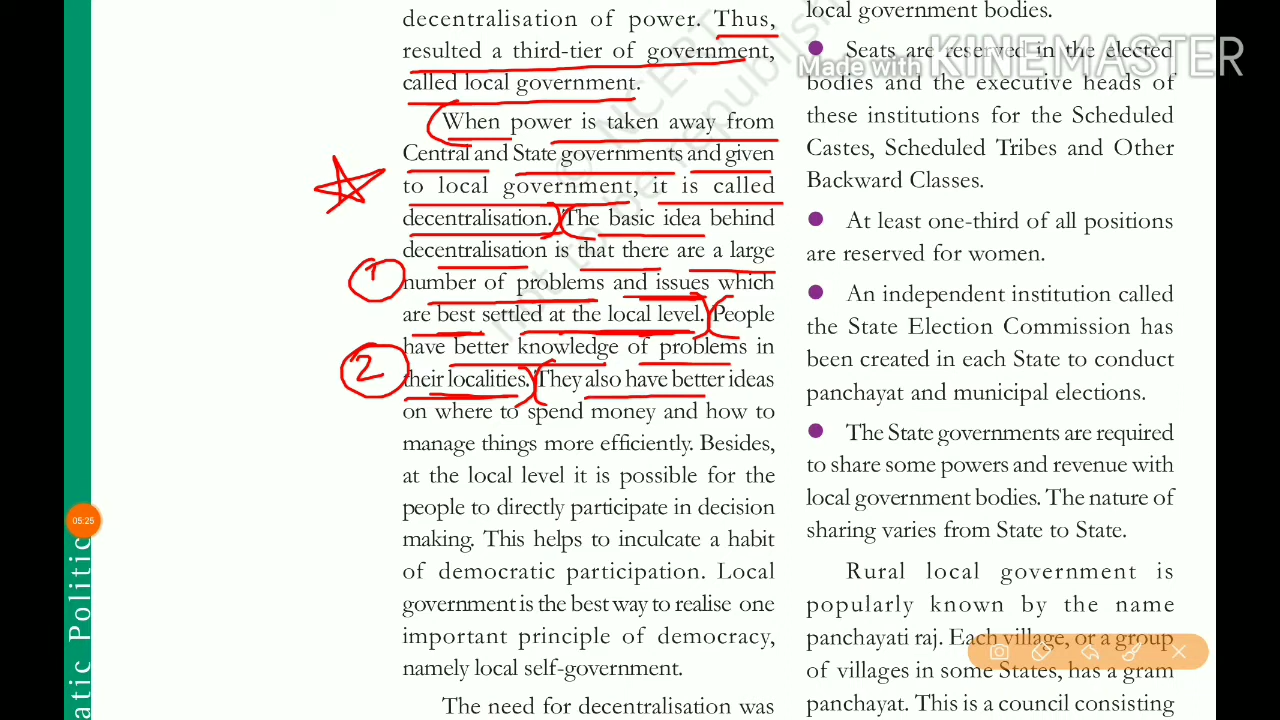 decentralisation of power. Thus,
resulted a third-tier of government,
called local government.
When power is taken away from
Central and State governments and given
to local government, it is called
decentralisation. The basic idea behind
decentralisation is that there are a large
number of problems and issues which
are best settled at the local level. People
have better knowledge of problems in
their localities. They also have better ideas
on where to spend money and how to
manage things more efficiently. Besides,
at the local level it is possible for the
people to directly participate in decision
making. This helps to inculcate a habit
of democratic participation. Local
government is the best way to realise one
important principle of democracy,
namely local self-government.
The need for decentralisation was
1
2
local government bodies.
Seats are reserved in the elected
bodies and the executive heads of
these institutions for the Scheduled
Castes, Scheduled Tribes and Other
Backward Classes.
At least one-third of all positions
are reserved for women.
An independent institution called
the State Election Commission has
been created in each State to conduct
panchayat and municipal elections.
The State governments are required
to share some powers and revenue with
local government bodies. The nature of
sharing varies from State to State.
Rural local government is
popularly known by the name
panchayati raj. Each village, or a group
of villages in some States, has a gram
panchayat. This is a council consisting
Made with KINEMASTER
© NCERT
not to be republish
05:25
atic Politic